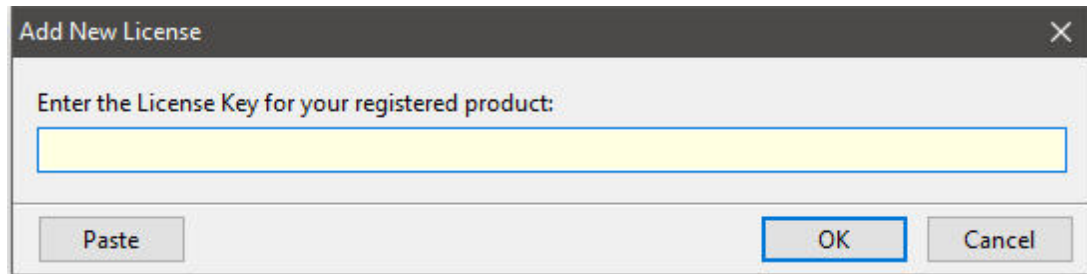 Add New License
Enter the License Key for your registered product:
Paste OK Cancel